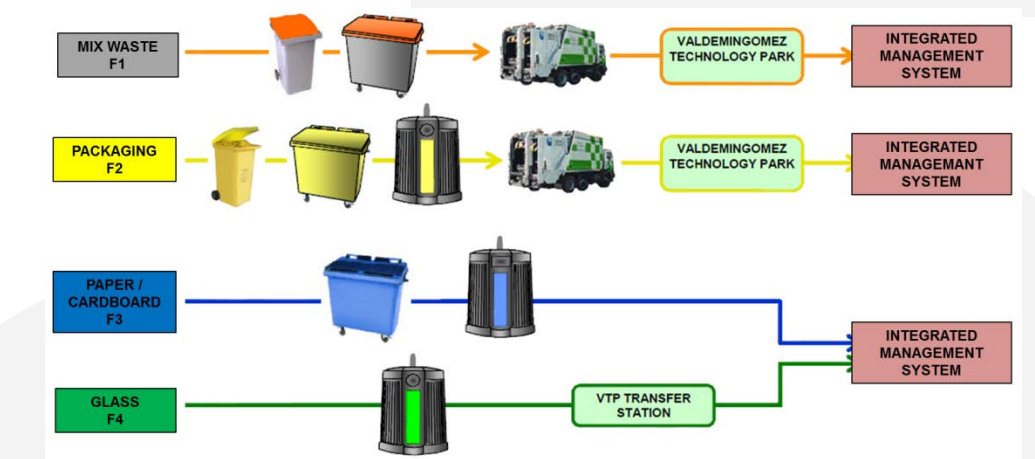 MIX WASTE
F1
VALDEMINGOMEZ
TECHNOLOGY PARK
INTEGRATED
MANAGEMENT
SYSTEM
PACKAGING
F2
VALDEMINGOMEZ
TECHNOLOGY PARK
INTEGRATED
MANAGEMANT
SYSTEM
PAPER /
CARDBOARD
F3
INTEGRATED
MANAGEMENT
SYSTEM
GLASS
F4
VTP TRANSFER
STATION